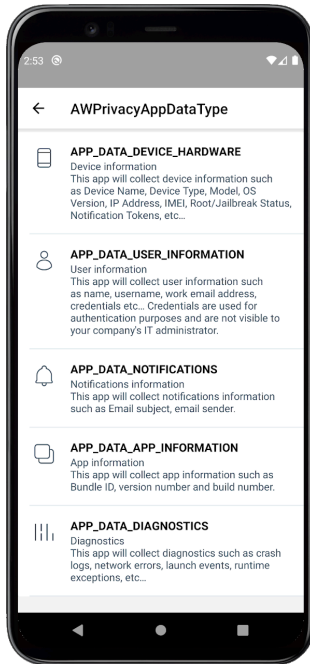 2:53
AWPrivacyAppDataType
APP_DATA_DEVICE_HARDWARE
Device information
This app will collect device information such
as Device Name, Device Type, Model, OS
Version, IP Address, IMEI, Root/Jailbreak Status,
Notification Tokens, etc...
APP_DATA_USER_INFORMATION
User information
This app will collect user information such
as name, username, work email address,
credentials etc... Credentials are used for
authentication purposes and are not visible to
your company's IT administrator.
APP_DATA_NOTIFICATIONS
Notifications information
This app will collect notifications information
such as Email subject, email sender.
APP_DATA_APP_INFORMATION
App information
This app will collect app information such as
Bundle ID, version number and build number.
APP_DATA_DIAGNOSTICS
Diagnostics
This app will collect diagnostics such as crash
logs, network errors, launch events, runtime
exceptions, etc...